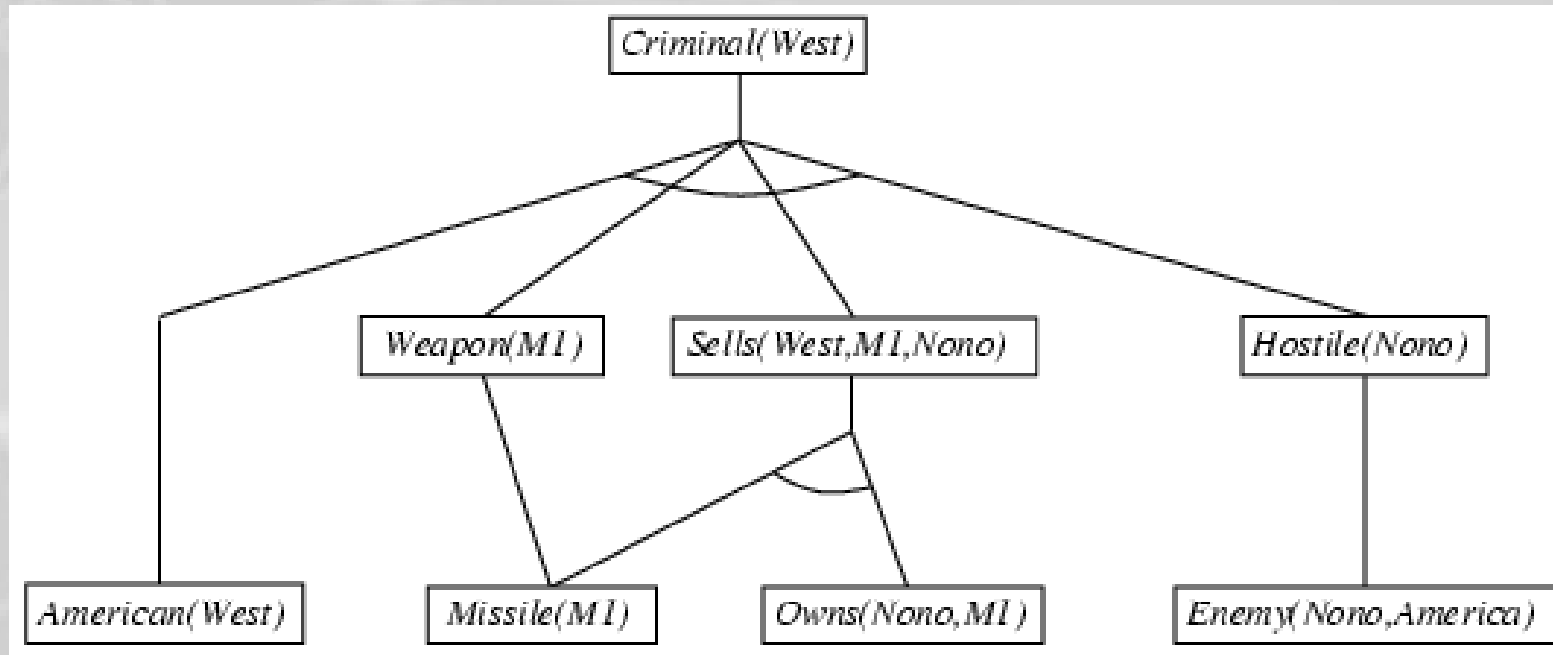 Criminal(West)
Weapon(M1)
Sells(West,M1,Nono)
Hostile(Nono)
American(West)
Missile(M1)
Owns(Nono,M1)
Enemy(Nono,America)